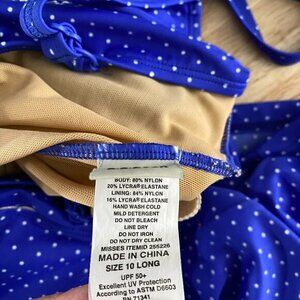 BODY: 80% NYLON
20% LYCRA® ELASTANE
LINING: 84% NYLON
16% LYCRA® ELASTANE
HAND WASH COLD
MILD DETERGENT
DO NOT BLEACH
LINE DRY
DO NOT IRON
DO NOT DRY CLEAN
MISSES ITEM# 255226
MADE IN CHINA
SIZE 10 LONG
UPF 50+
Excellent UV Protection
According to ASTM D6603
RN 71341